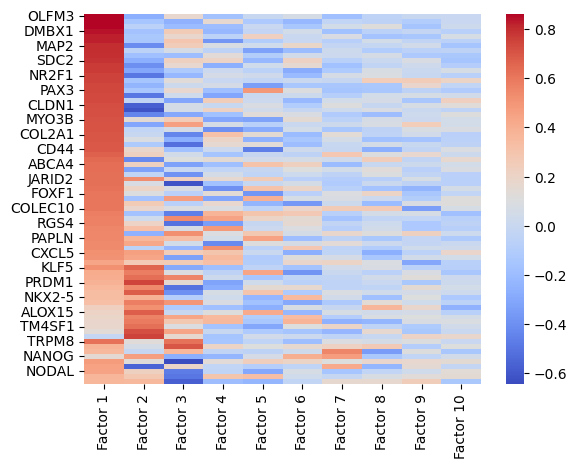 OLFM3
DMBX1
MAP2
SDC2
NR2F1
PAX3
CLDN1
MYO3B
COL2A1
CD44
ABCA4
JARID2
FOXF1
COLEC10
RGS4
PAPLN
CXCL5
KLF5
PRDM1
NKX2-5
ALOX15
TM4SF1
TRPM8
NANOG
NODAL
Factor 1
Factor 2
Factor 3
Factor 4
Factor 5
Factor 6
Factor 7
Factor 8
Factor 9
Factor 10
0.8
0.6
0.4
0.2
0.0
−0.2
−0.4
−0.6